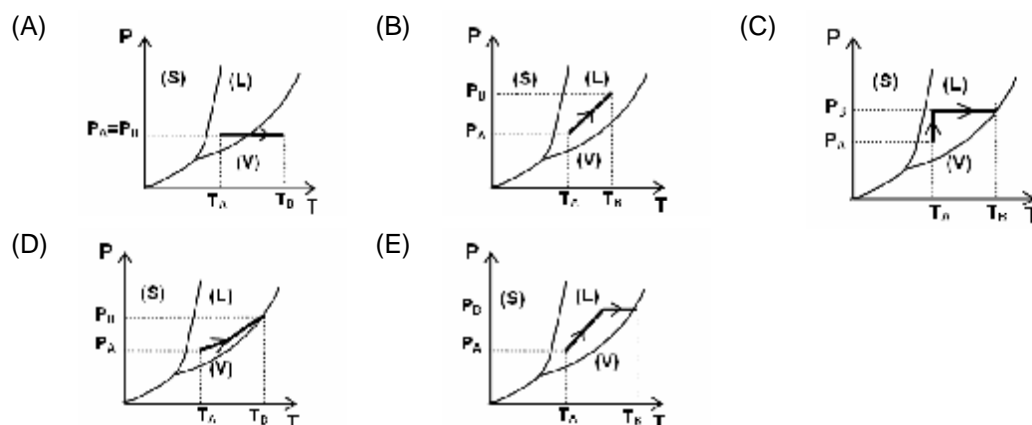 (A)
P
(S)
(L)
P_A=P_B
(V)
T_A
T_B
T
(B)
P
(S)
(L)
P_B
P_A
(V)
T_A
T_B
T
(C)
P
(S)
(L)
P_B
P_A
(V)
T_A
T_B
T
(D)
P
(S)
(L)
P_B
P_A
(V)
T_A
T_B
T
(E)
P
(S)
(L)
P_B
P_A
(V)
T_A
T_B
T